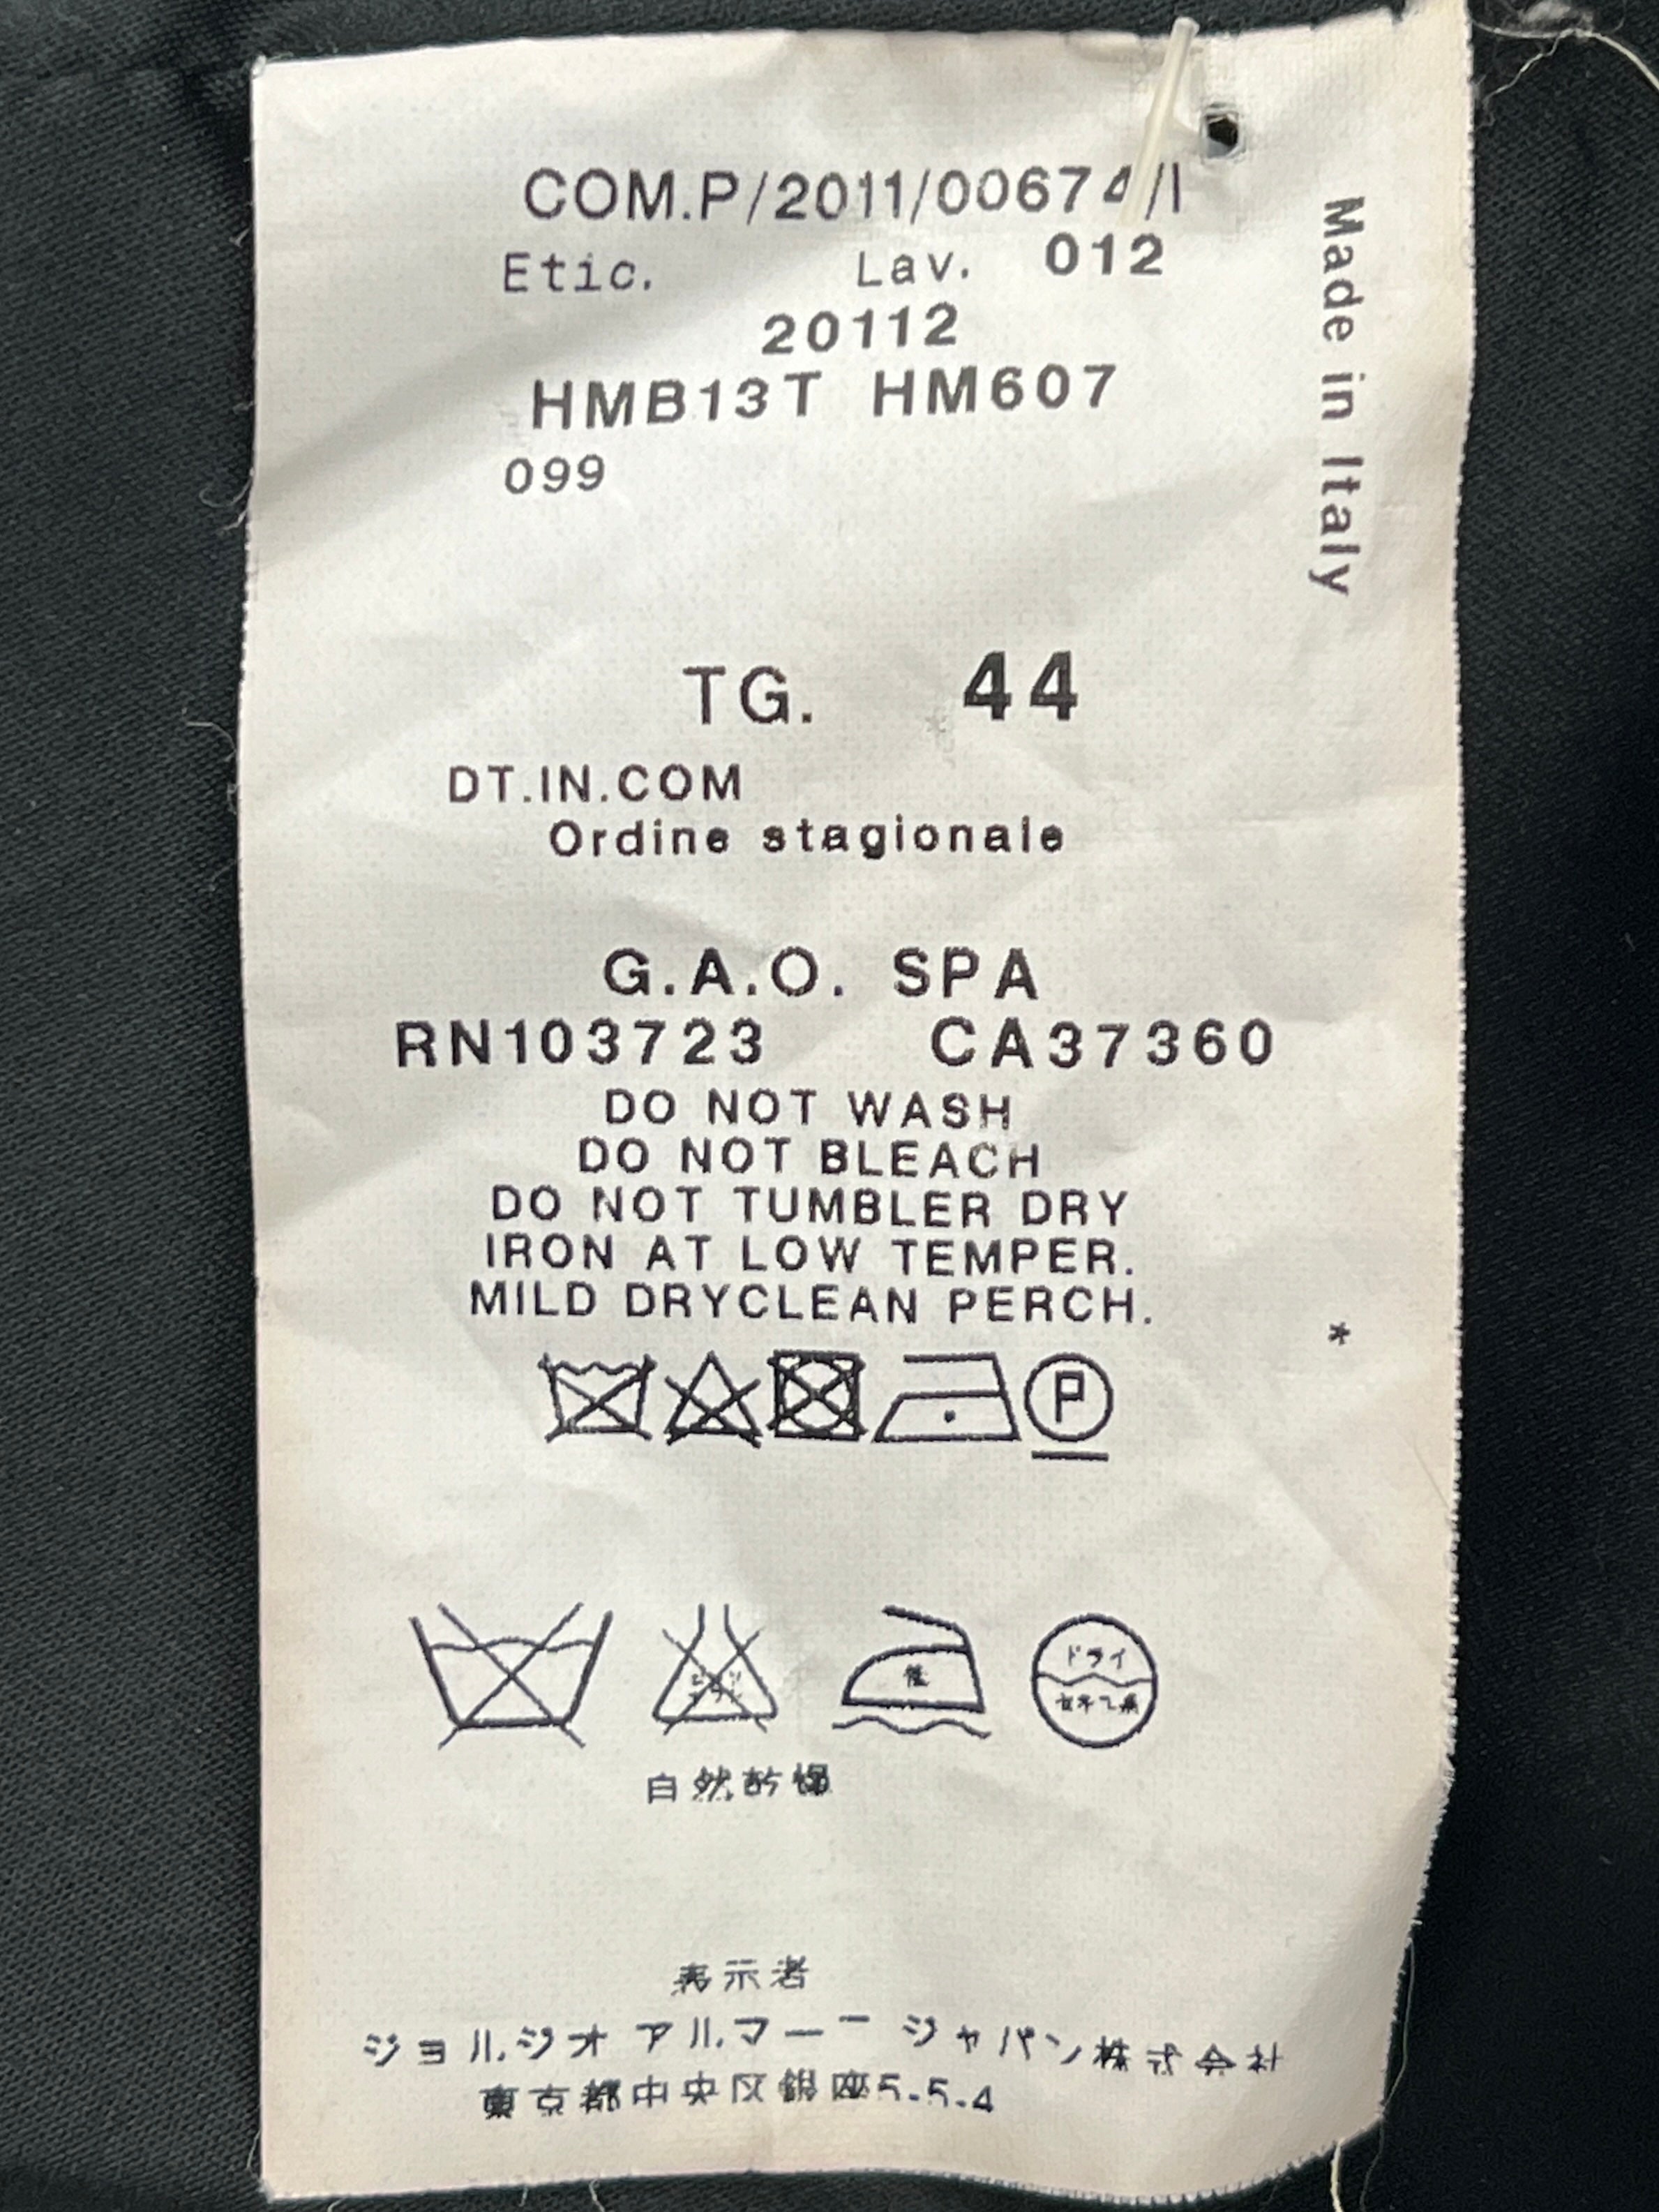 COM.P/2011/00674/I
Etic. Lav. 012
20112
HMB13T HM607
099
Made in Italy
TG. 44
DT.IN.COM
Ordine stagionale
G.A.O. SPA
RN103723 CA37360
DO NOT WASH
DO NOT BLEACH
DO NOT TUMBLER DRY
IRON AT LOW TEMPER.
MILD DRYCLEAN PERCH.
*
P
ドライ
自然乾燥
表示者
ジョルジオ アルマーニ ジャパン株式会社
東京都中央区銀座5-5-4